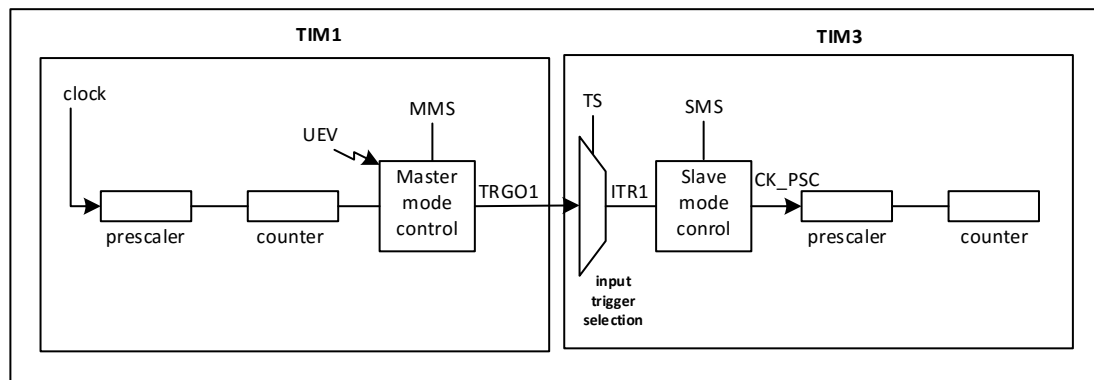 TIM1
TIM3
clock
MMS
UEV
Master
mode
control
TRGO1
prescaler
counter
TS
ITR1
SMS
Slave
mode
conrol
CK_PSC
prescaler
counter
input
trigger
selection